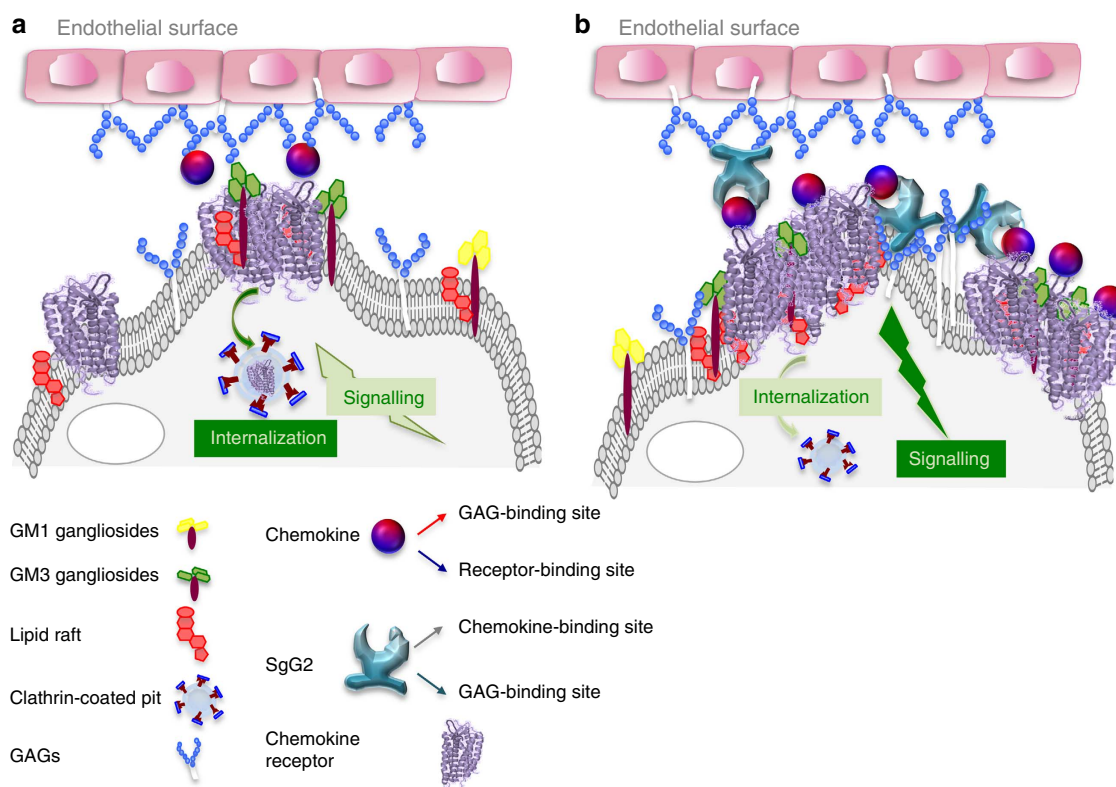 a
Endothelial surface
Signalling
Internalization
b
Endothelial surface
Internalization
Signalling
GM1 gangliosides
GM3 gangliosides
Lipid raft
Clathrin-coated pit
GAGs
Chemokine
GAG-binding site
Receptor-binding site
SgG2
Chemokine-binding site
GAG-binding site
Chemokine
receptor